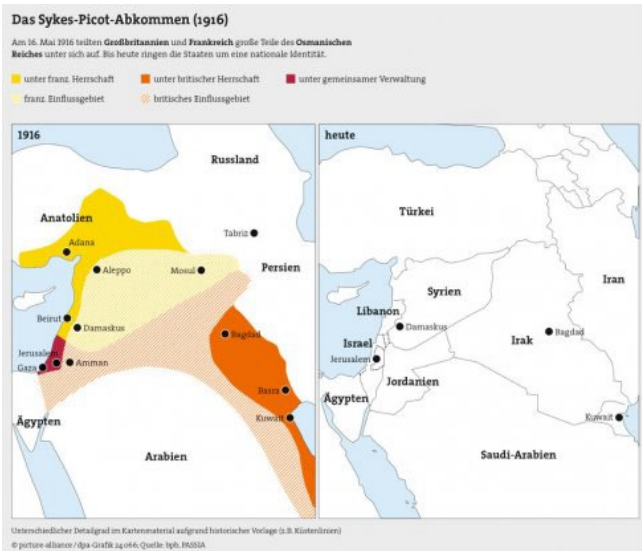 Das Sykes-Picot-Abkommen (1916)
Am 16. Mai 1916 teilten Großbritannien und Frankreich große Teile des Osmanischen
Reiches unter sich auf. Bis heute ringen die Staaten um eine nationale Identität.
unter franz. Herrschaft
unter britischer Herrschaft
unter gemeinsamer Verwaltung
franz. Einflussgebiet
britisches Einflussgebiet
1916
Russland
Anatolien
Adana
Tabriz
Aleppo
Mosul
Persien
Beirut
Damaskus
Bagdad
Jerusalem
Gaza
Amman
Basra
Kuwait
Ägypten
Arabien
heute
Türkei
Iran
Syrien
Libanon
Damaskus
Bagdad
Israel
Irak
Jerusalem
Jordanien
Ägypten
Kuwait
Saudi-Arabien
Unterschiedlicher Detailgrad im Kartenmaterial aufgrund historischer Vorlage (z.B. Küstenlinien)
© picture-alliance / dpa-Grafik 24066; Quelle: bpb, PASSIA